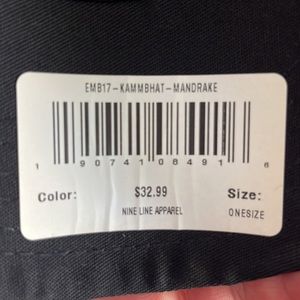 EMB17-KAMMBHAT-MANDRAKE
1 90741 08491 6
Color: $32.99 Size:
NINE LINE APPAREL ONESIZE